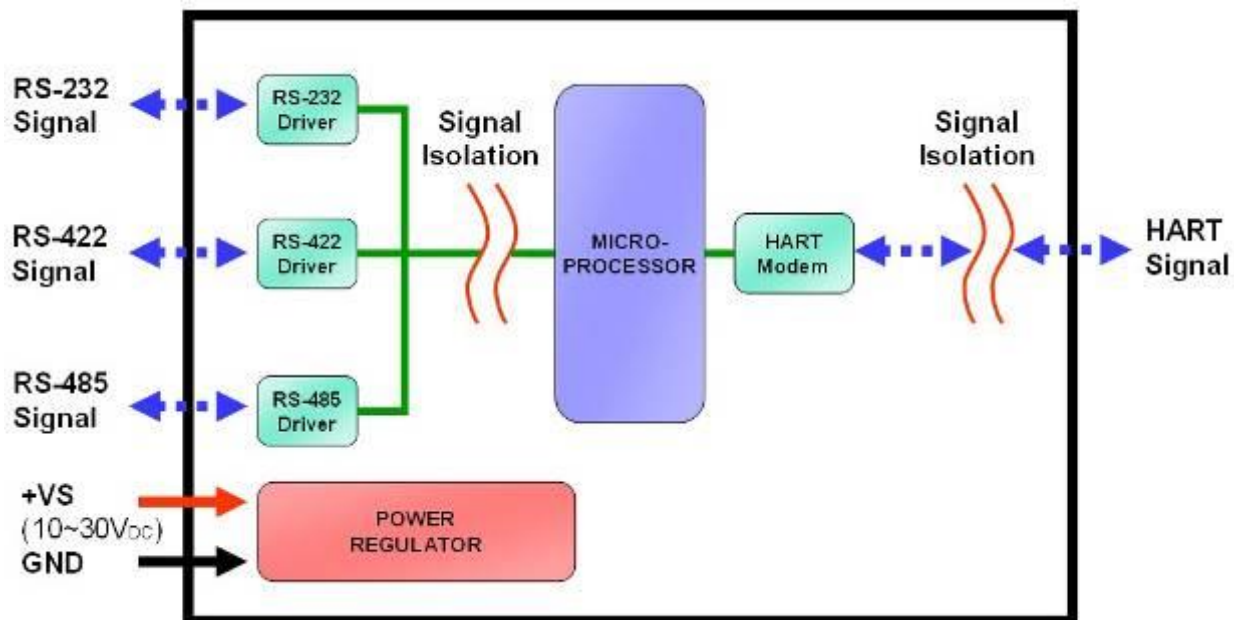 RS-232
Signal
RS-232
Driver
Signal
Isolation
Signal
Isolation
RS-422
Signal
RS-422
Driver
MICRO-
PROCESSOR
HART
Modem
HART
Signal
RS-485
Signal
RS-485
Driver
+VS
(10~30VDC)
GND
POWER
REGULATOR